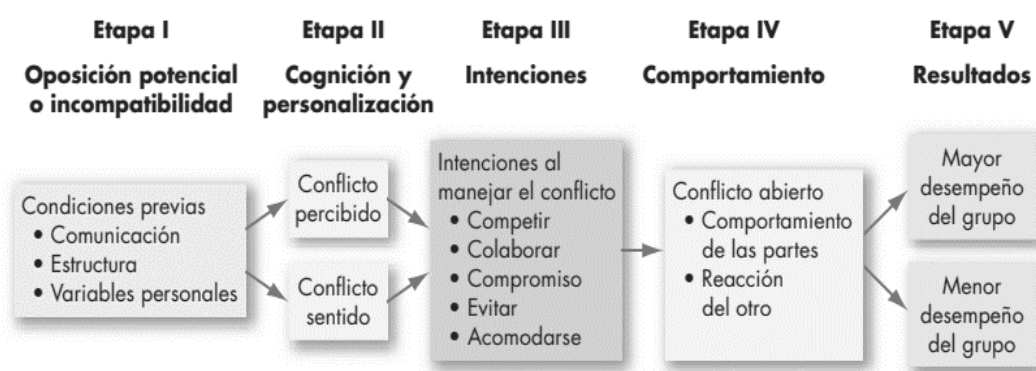 Etapa I
Oposición potencial
o incompatibilidad
Etapa II
Cognición y
personalización
Etapa III
Intenciones
Etapa IV
Comportamiento
Etapa V
Resultados
Condiciones previas
• Comunicación
• Estructura
• Variables personales
Conflicto
percibido
Conflicto
sentido
Intenciones al
manejar el conflicto
• Competir
• Colaborar
• Compromiso
• Evitar
• Acomodarse
Conflicto abierto
• Comportamiento
de las partes
• Reacción
del otro
Mayor
desempeño
del grupo
Menor
desempeño
del grupo